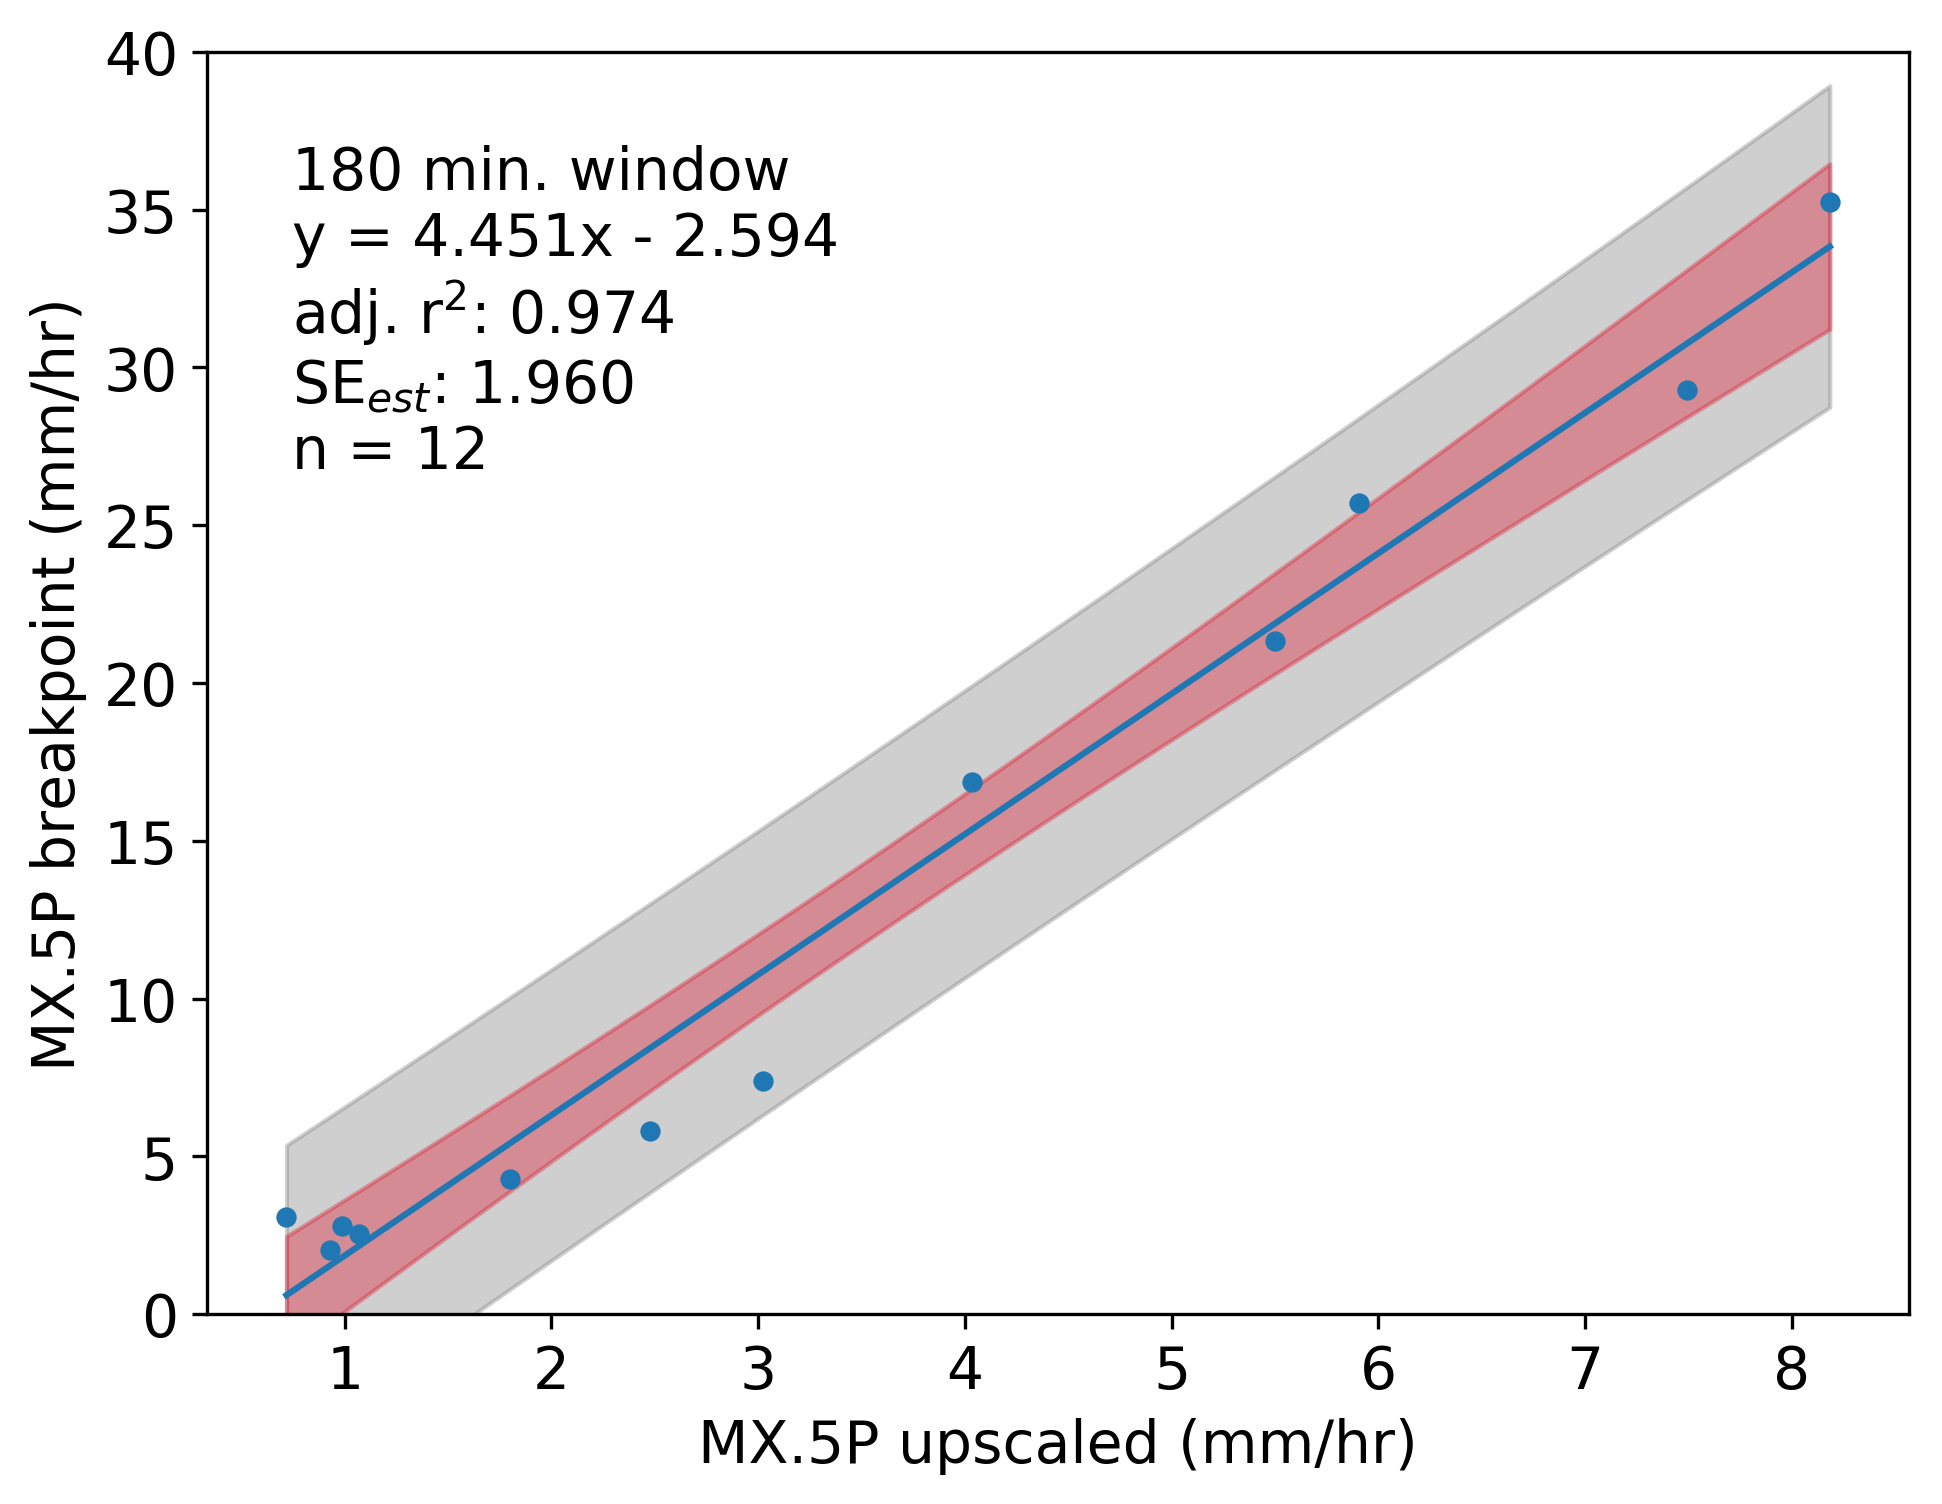 40
35
30
25
20
15
10
5
0
MX.5P breakpoint (mm/hr)
180 min. window
y = 4.451x - 2.594
adj. r²: 0.974
SEest: 1.960
n = 12
1 2 3 4 5 6 7 8
MX.5P upscaled (mm/hr)